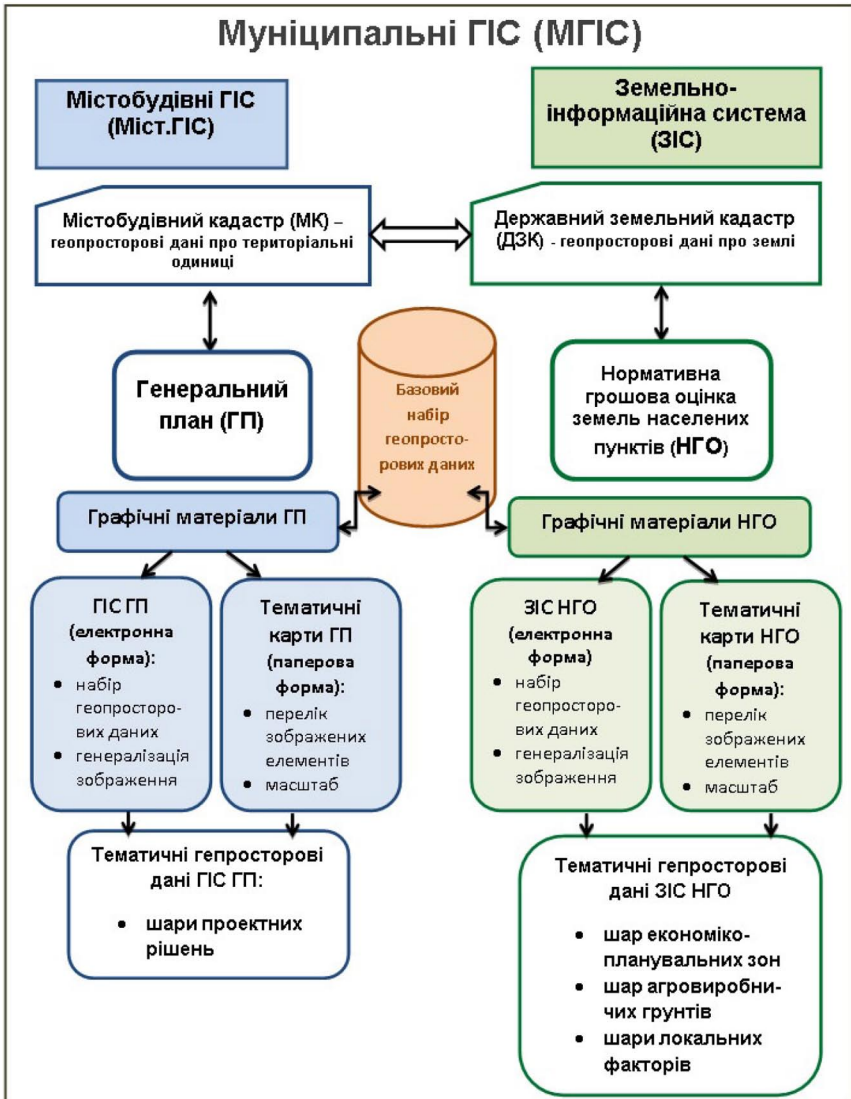 Муніципальні ГІС (МГІС)
Містобудівні ГІС
(Міст.ГІС)
Земельно-
інформаційна система
(ЗІС)
Містобудівний кадастр (МК) –
геопросторові дані про територіальні
одиниці
Державний земельний кадастр
(ДЗК) - геопросторові дані про землі
Генеральний
план (ГП)
Базовий
набір
геопросто-
рових даних
Нормативна
грошова оцінка
земель населених
пунктів (НГО)
Графічні матеріали ГП
Графічні матеріали НГО
ГІС ГП
(електронна
форма):
• набір
геопросторо-
вих даних
• генералізація
зображення
Тематичні
карти ГП
(паперова
форма):
• перелік
зображених
елементів
• масштаб
ЗІС НГО
(електронна
форма)
• набір
геопросторо-
вих даних
• генералізація
зображення
Тематичні
карти НГО
(паперова
форма):
• перелік
зображених
елементів
• масштаб
Тематичні гепросторові
дані ГІС ГП:
• шари проектних
рішень
Тематичні гепросторові
дані ЗІС НГО
• шар економіко-
планувальних зон
• шар агровиробни-
чих грунтів
• шари локальних
факторів